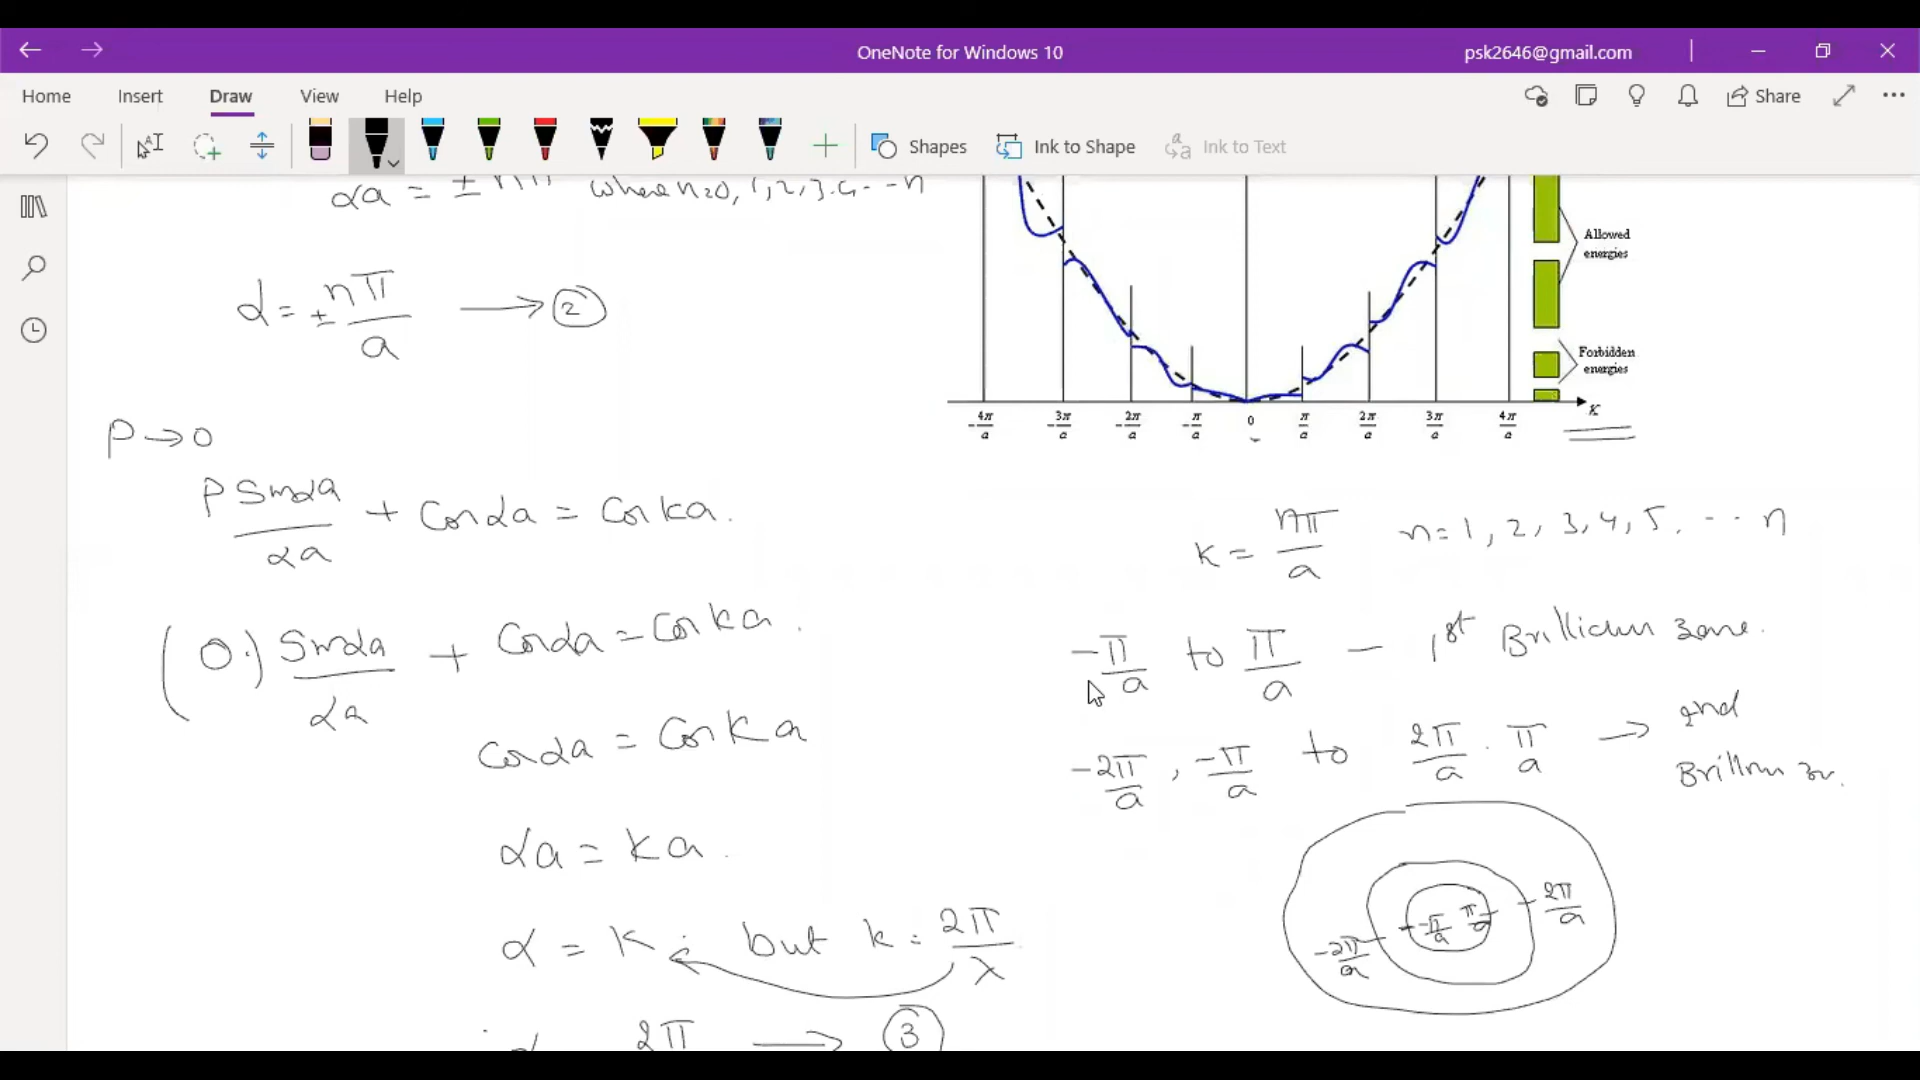 OneNote for Windows 10
psk2646@gmail.com
Home Insert Draw View Help
Share
Shapes Ink to Shape Ink to Text
αa = ± nπ where n=0, 1, 2, 3.4. - - n
α = ± nπ/a → ②
P → 0
P Sinαa/αa + Cosαa = Coska.
(0.) Sinαa/αa + Cosαa = Coska.
Cosαa = CosKa
αa = ka.
α = K but k = 2π/λ
2π → ③
Allowed
energies
Forbidden
energies
-4π/a -3π/a -2π/a -π/a 0 π/a 2π/a 3π/a 4π/a K
K = nπ/a n=1, 2, 3, 4, 5, - - - n
-π/a to π/a - 1st Brillioun zone.
-2π/a, -π/a to 2π/a . π/a → 2nd
-2π/a -π/a π/a 2π/a